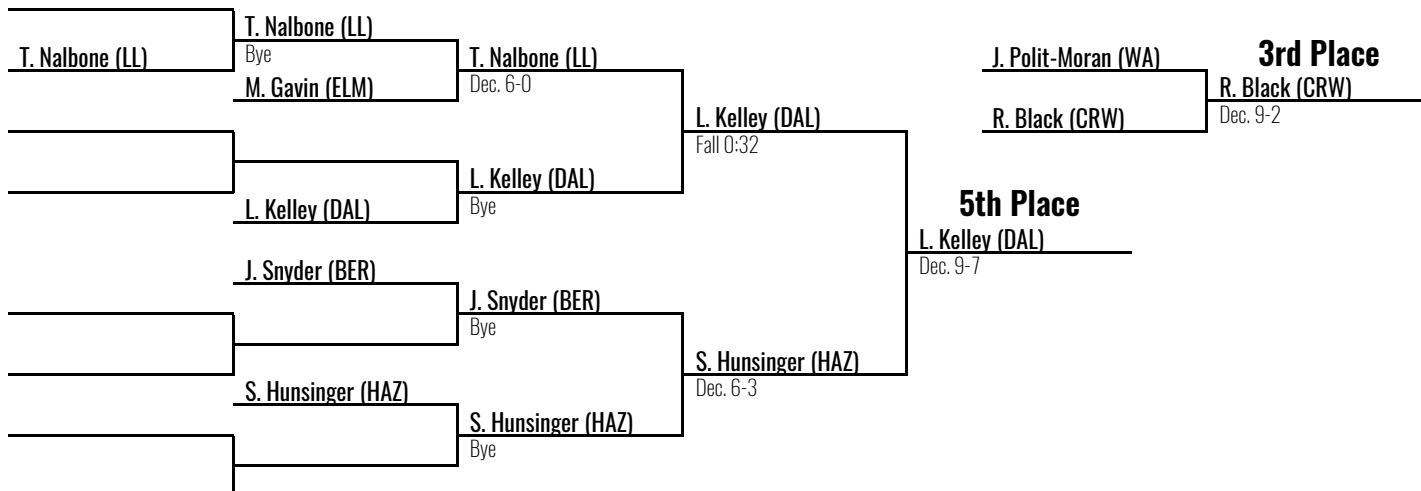 T. Nalbone (LL)
T. Nalbone (LL)
Bye
M. Gavin (ELM)
T. Nalbone (LL)
Dec. 6-0
L. Kelley (DAL)
L. Kelley (DAL)
Bye
L. Kelley (DAL)
Fall 0:32
J. Snyder (BER)
J. Snyder (BER)
Bye
S. Hunsinger (HAZ)
S. Hunsinger (HAZ)
Bye
S. Hunsinger (HAZ)
Dec. 6-3
5th Place
L. Kelley (DAL)
Dec. 9-7
J. Polit-Moran (WA)
R. Black (CRW)
3rd Place
R. Black (CRW)
Dec. 9-2